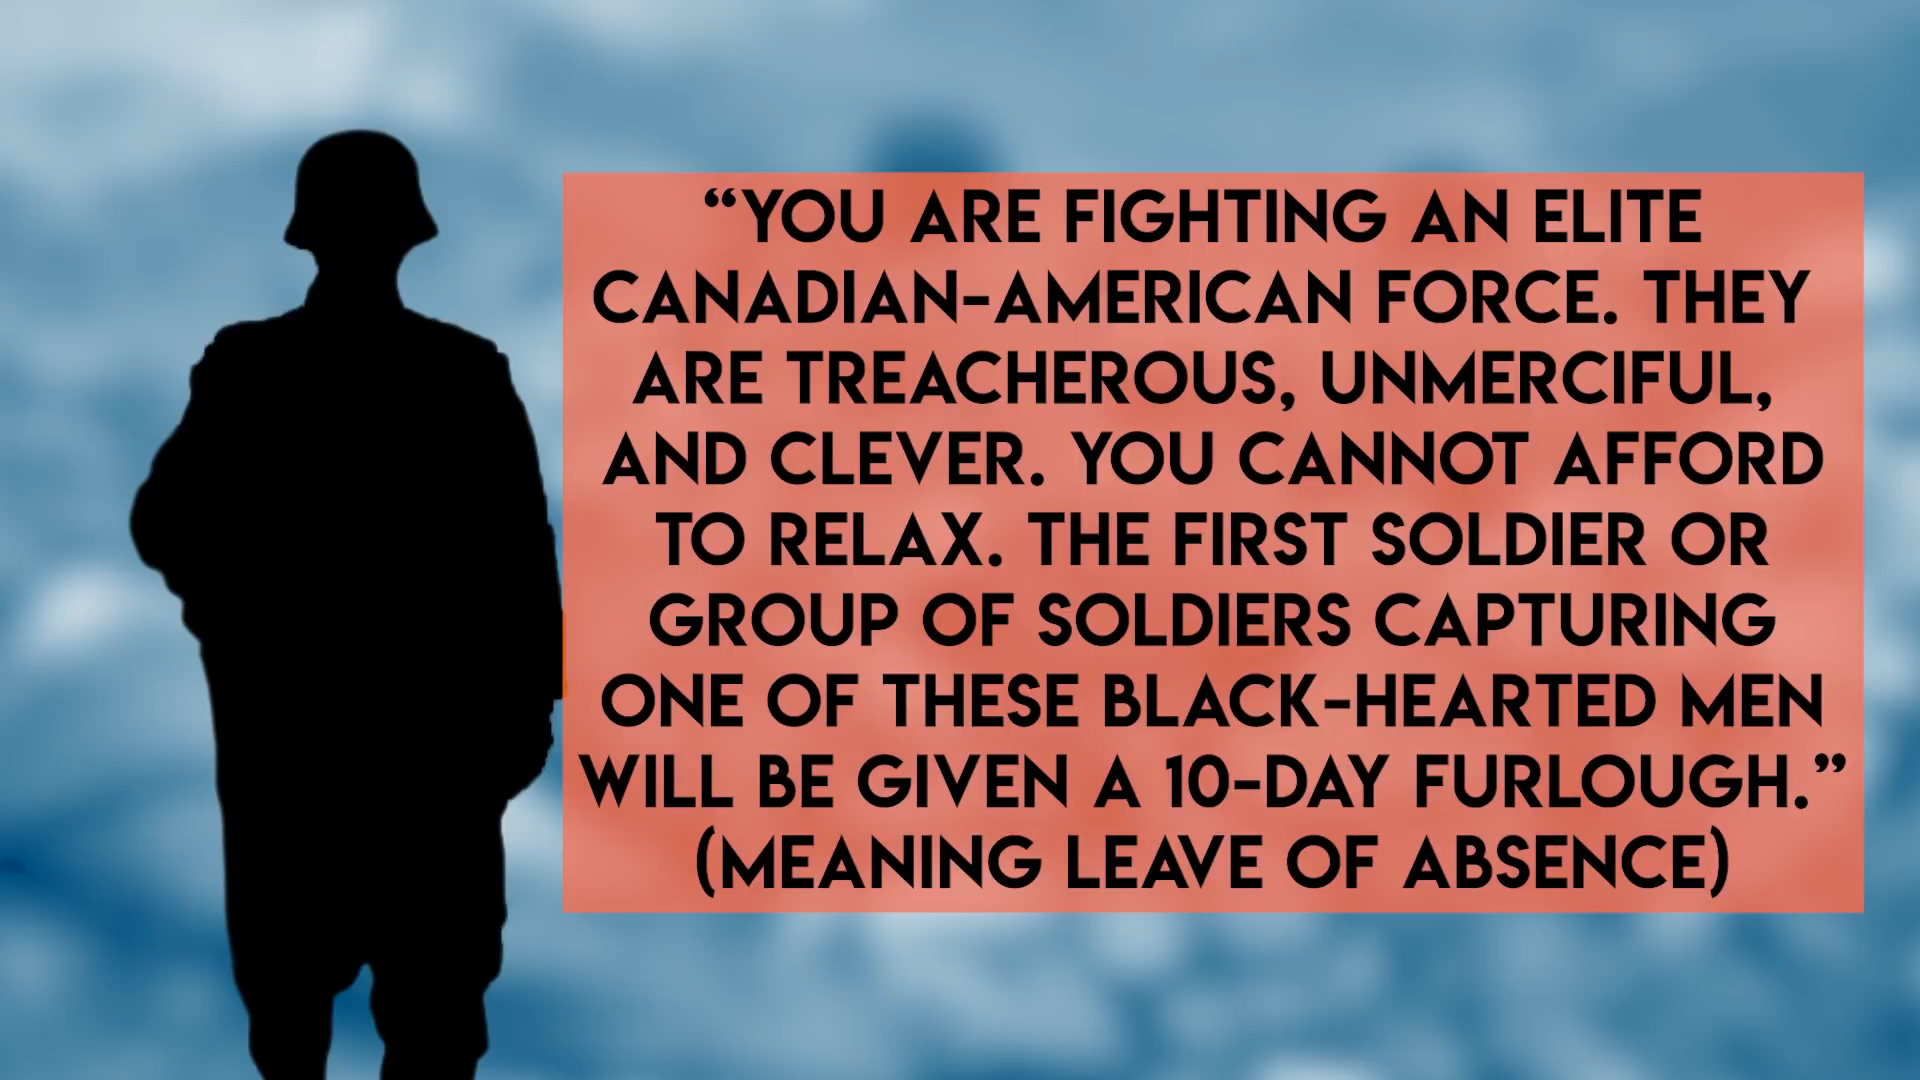 “YOU ARE FIGHTING AN ELITE
CANADIAN-AMERICAN FORCE. THEY
ARE TREACHEROUS, UNMERCIFUL,
AND CLEVER. YOU CANNOT AFFORD
TO RELAX. THE FIRST SOLDIER OR
GROUP OF SOLDIERS CAPTURING
ONE OF THESE BLACK-HEARTED MEN
WILL BE GIVEN A 10-DAY FURLOUGH.”
(MEANING LEAVE OF ABSENCE)